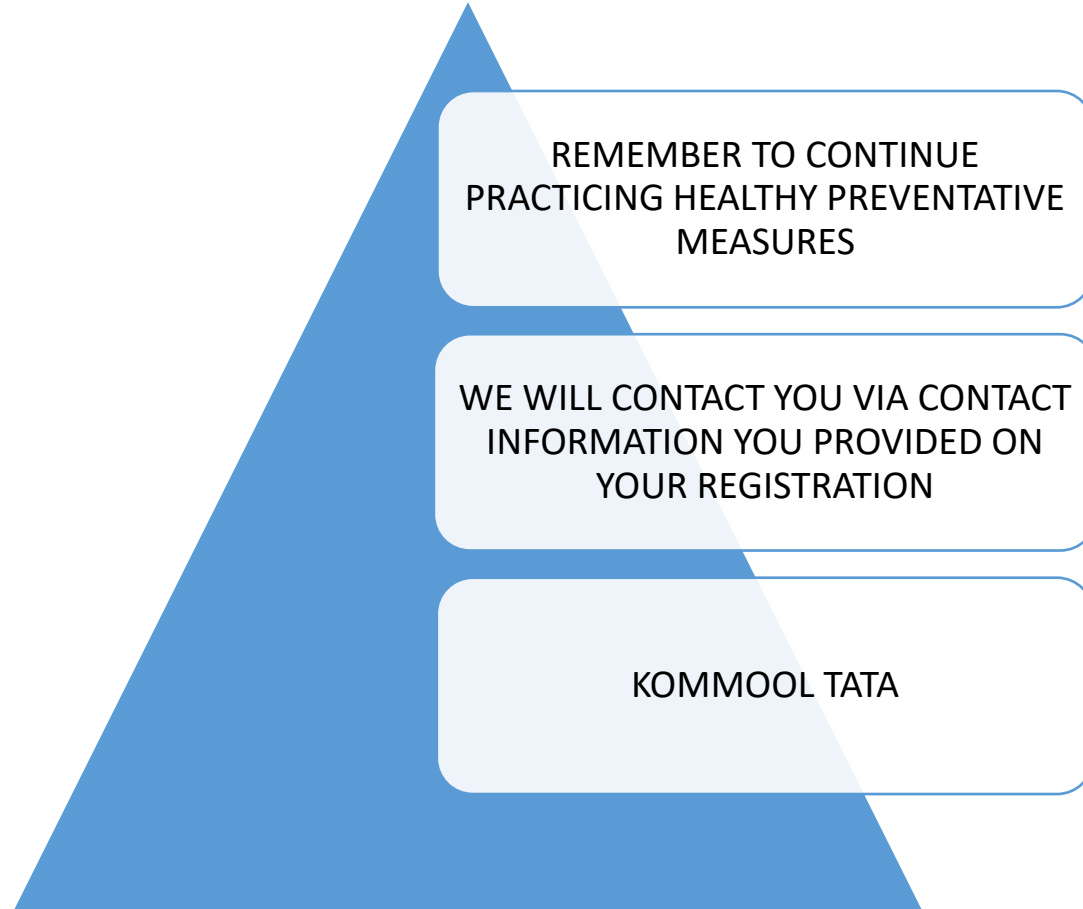 REMEMBER TO CONTINUE
PRACTICING HEALTHY PREVENTATIVE
MEASURES
WE WILL CONTACT YOU VIA CONTACT
INFORMATION YOU PROVIDED ON
YOUR REGISTRATION
KOMMOOL TATA